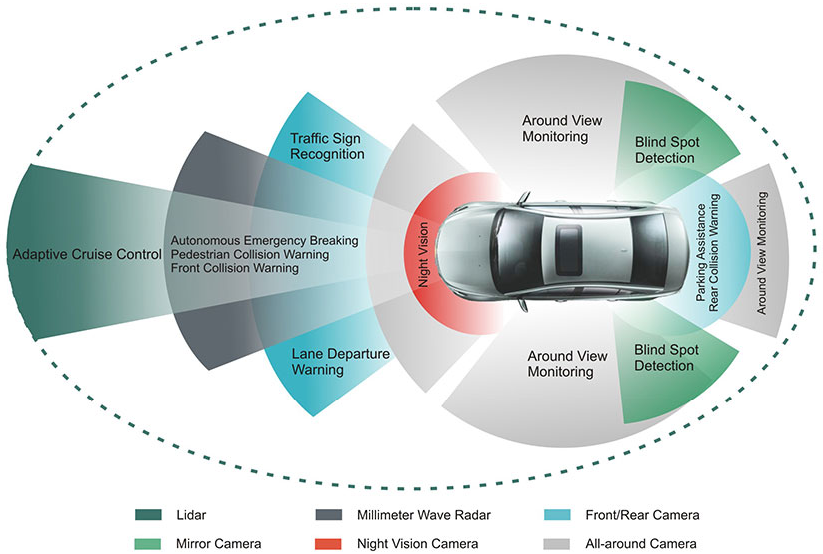 Traffic Sign
Recognition
Around View
Monitoring
Blind Spot
Detection
Adaptive Cruise Control
Autonomous Emergency Breaking
Pedestrian Collision Warning
Front Collision Warning
Night Vision
Parking Assistance
Rear Collision Warning
Around View Monitoring
Lane Departure
Warning
Around View
Monitoring
Blind Spot
Detection
Lidar
Millimeter Wave Radar
Front/Rear Camera
Mirror Camera
Night Vision Camera
All-around Camera